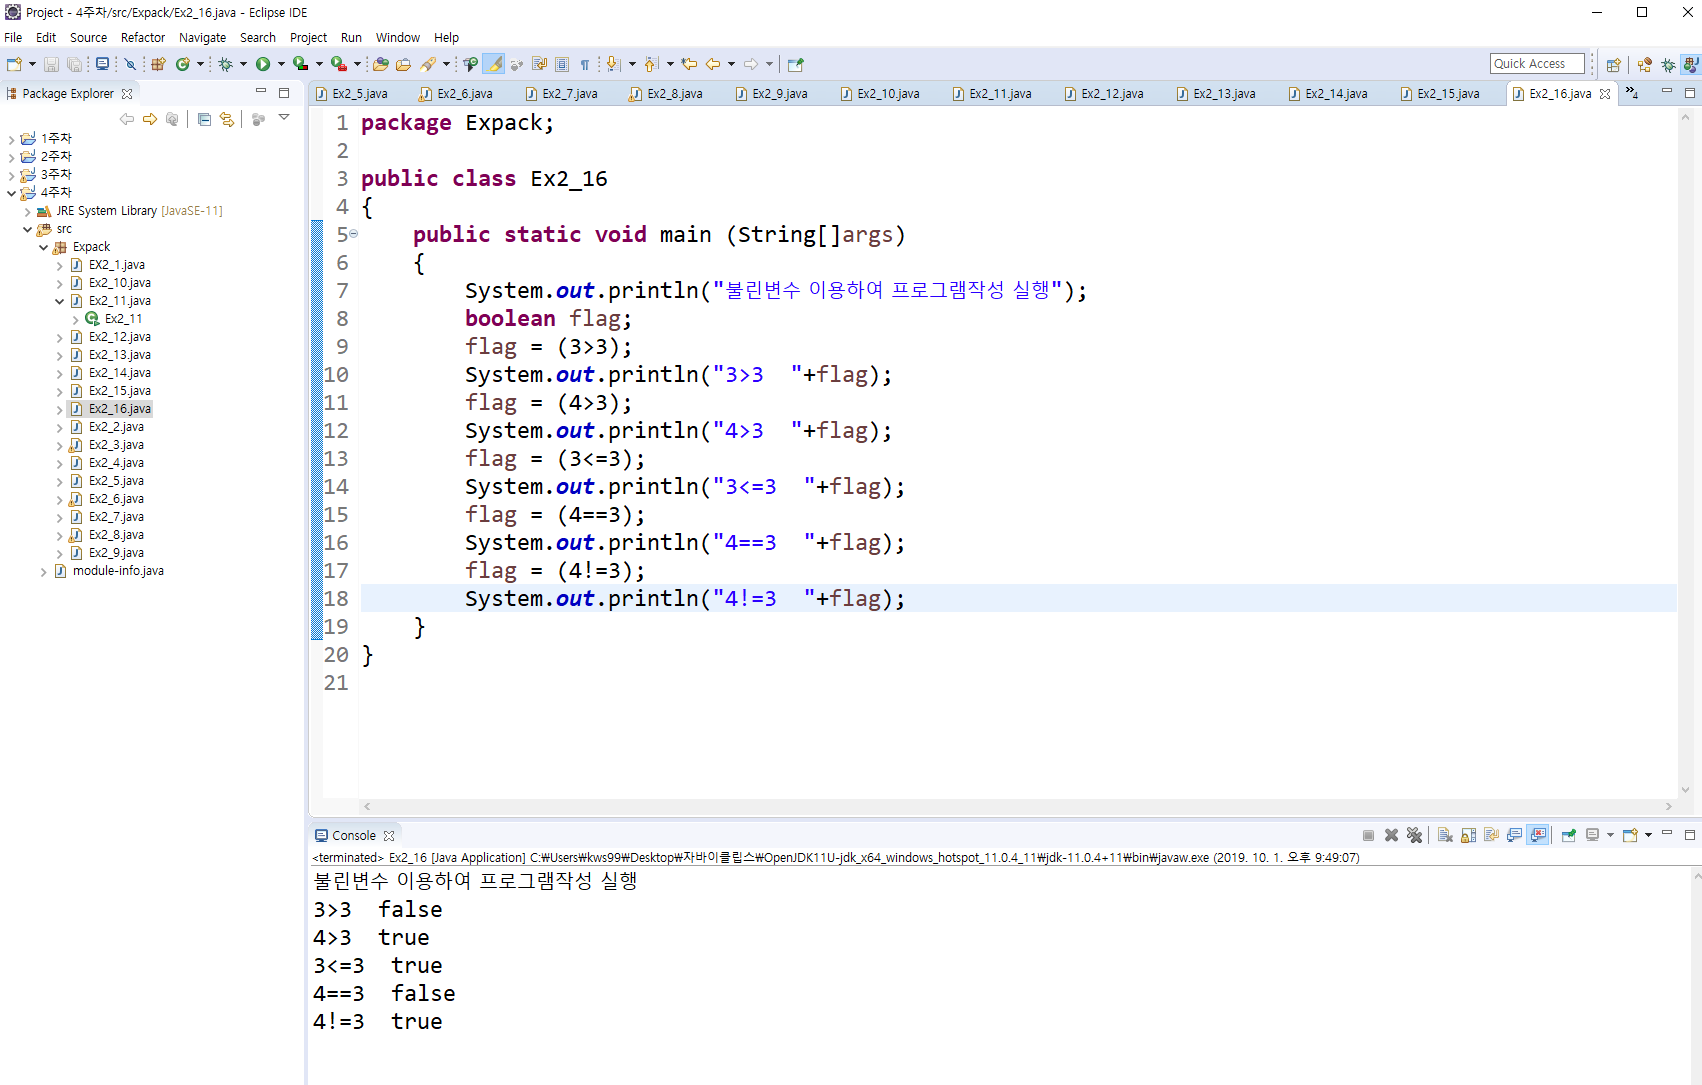 Project - 4주차/src/Expack/Ex2_16.java - Eclipse IDE
File Edit Source Refactor Navigate Search Project Run Window Help
Quick Access
Package Explorer
Ex2_5.java Ex2_6.java Ex2_7.java Ex2_8.java Ex2_9.java Ex2_10.java Ex2_11.java Ex2_12.java Ex2_13.java Ex2_14.java Ex2_15.java Ex2_16.java »4
1주차
2주차
3주차
4주차
JRE System Library [JavaSE-11]
src
Expack
EX2_1.java
Ex2_10.java
Ex2_11.java
Ex2_11
Ex2_12.java
Ex2_13.java
Ex2_14.java
Ex2_15.java
Ex2_16.java
Ex2_2.java
Ex2_3.java
Ex2_4.java
Ex2_5.java
Ex2_6.java
Ex2_7.java
Ex2_8.java
Ex2_9.java
module-info.java
1 package Expack;
2
3 public class Ex2_16
4 {
5 public static void main (String[]args)
6 {
7 System.out.println("불린변수 이용하여 프로그램작성 실행");
8 boolean flag;
9 flag = (3>3);
10 System.out.println("3>3  "+flag);
11 flag = (4>3);
12 System.out.println("4>3  "+flag);
13 flag = (3<=3);
14 System.out.println("3<=3  "+flag);
15 flag = (4==3);
16 System.out.println("4==3  "+flag);
17 flag = (4!=3);
18 System.out.println("4!=3  "+flag);
19 }
20 }
21
Console
<terminated> Ex2_16 [Java Application] C:₩Users₩kws99₩Desktop₩자바이클립스₩OpenJDK11U-jdk_x64_windows_hotspot_11.0.4_11₩jdk-11.0.4+11₩bin₩javaw.exe (2019. 10. 1. 오후 9:49:07)
불린변수 이용하여 프로그램작성 실행
3>3  false
4>3  true
3<=3  true
4==3  false
4!=3  true